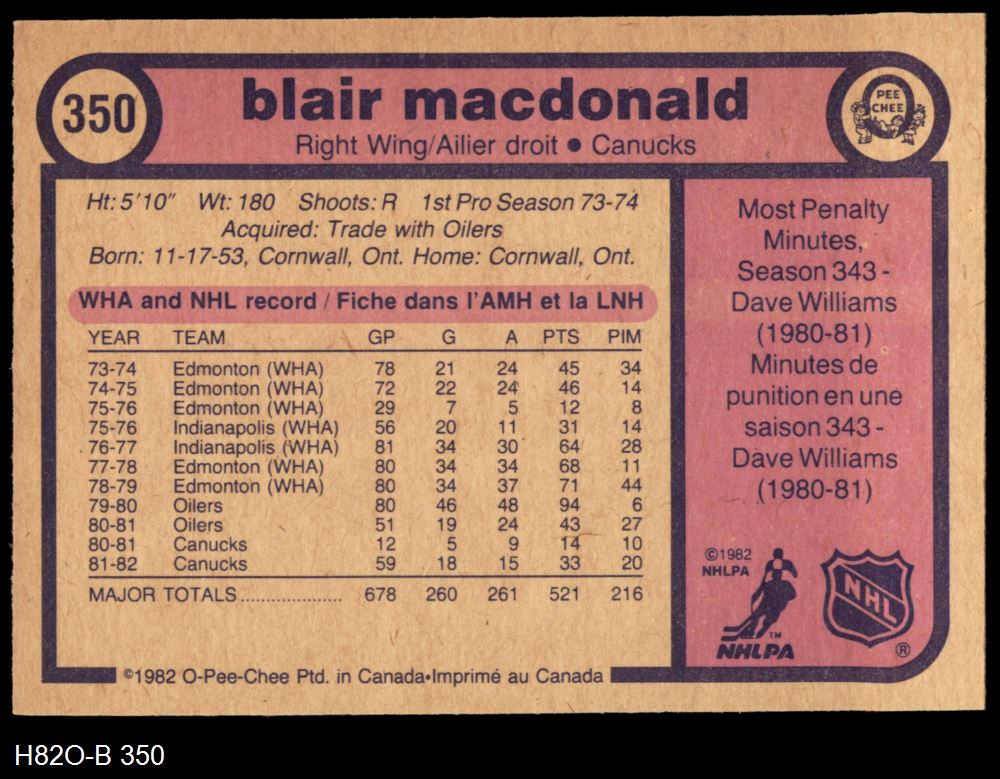 350
blair macdonald
PEE
CHEE
Right Wing/Ailier droit ● Canucks
Ht: 5'10" Wt: 180 Shoots: R 1st Pro Season 73-74
Acquired: Trade with Oilers
Born: 11-17-53, Cornwall, Ont. Home: Cornwall, Ont.
WHA and NHL record / Fiche dans l'AMH et la LNH
YEAR TEAM GP G A PTS PIM
73-74 Edmonton (WHA) 78 21 24 45 34
74-75 Edmonton (WHA) 72 22 24 46 14
75-76 Edmonton (WHA) 29 7 5 12 8
75-76 Indianapolis (WHA) 56 20 11 31 14
76-77 Indianapolis (WHA) 81 34 30 64 28
77-78 Edmonton (WHA) 80 34 34 68 11
78-79 Edmonton (WHA) 80 34 37 71 44
79-80 Oilers 80 46 48 94 6
80-81 Oilers 51 19 24 43 27
80-81 Canucks 12 5 9 14 10
81-82 Canucks 59 18 15 33 20
MAJOR TOTALS.................... 678 260 261 521 216
Most Penalty
Minutes,
Season 343 -
Dave Williams
(1980-81)
Minutes de
punition en une
saison 343 -
Dave Williams
(1980-81)
©1982
NHLPA
TM
NHLPA
NHL
®
©1982 O-Pee-Chee Ptd. in Canada•Imprimé au Canada
H82O-B 350